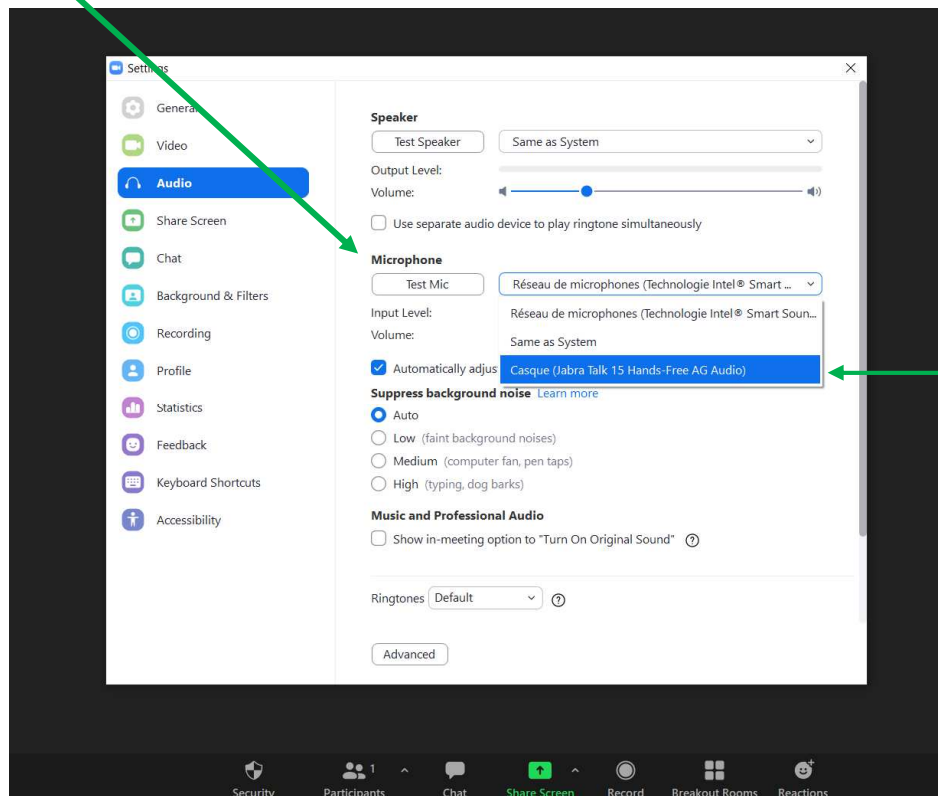 Settings
General
Video
Audio
Share Screen
Chat
Background & Filters
Recording
Profile
Statistics
Feedback
Keyboard Shortcuts
Accessibility
Speaker
Test Speaker Same as System
Output Level:
Volume:
Use separate audio device to play ringtone simultaneously
Microphone
Test Mic Réseau de microphones (Technologie Intel® Smart ...
Input Level: Réseau de microphones (Technologie Intel® Smart Soun...
Volume: Same as System
Automatically adjus Casque (Jabra Talk 15 Hands-Free AG Audio)
Suppress background noise Learn more
Auto
Low (faint background noises)
Medium (computer fan, pen taps)
High (typing, dog barks)
Music and Professional Audio
Show in-meeting option to "Turn On Original Sound" ?
Ringtones Default ?
Advanced
1
Security Participants Chat Share Screen Record Breakout Rooms Reactions